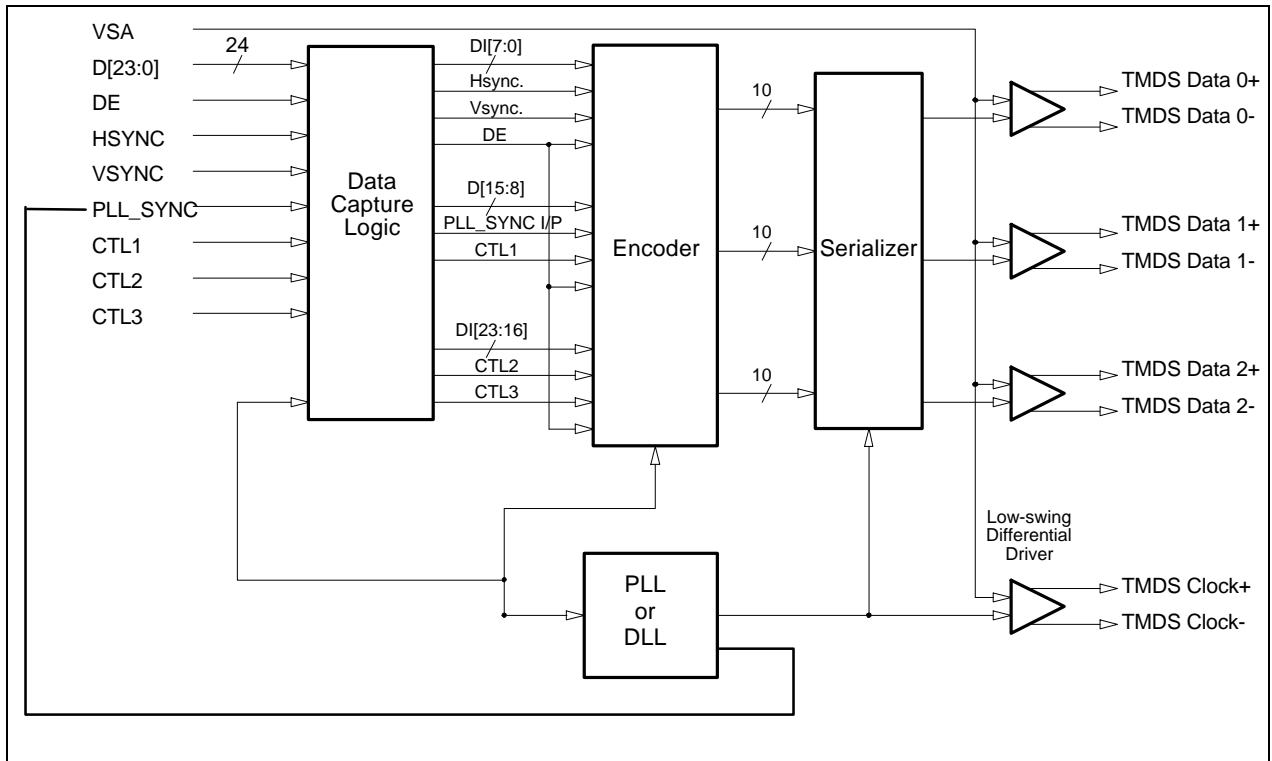 VSA
D[23:0]
24
DE
HSYNC
VSYNC
PLL_SYNC
CTL1
CTL2
CTL3
Data
Capture
Logic
DI[7:0]
Hsync.
Vsync.
DE
D[15:8]
PLL_SYNC I/P
CTL1
DI[23:16]
CTL2
CTL3
Encoder
10
10
10
Serializer
TMDS Data 0+
TMDS Data 0-
TMDS Data 1+
TMDS Data 1-
TMDS Data 2+
TMDS Data 2-
Low-swing
Differential
Driver
PLL
or
DLL
TMDS Clock+
TMDS Clock-